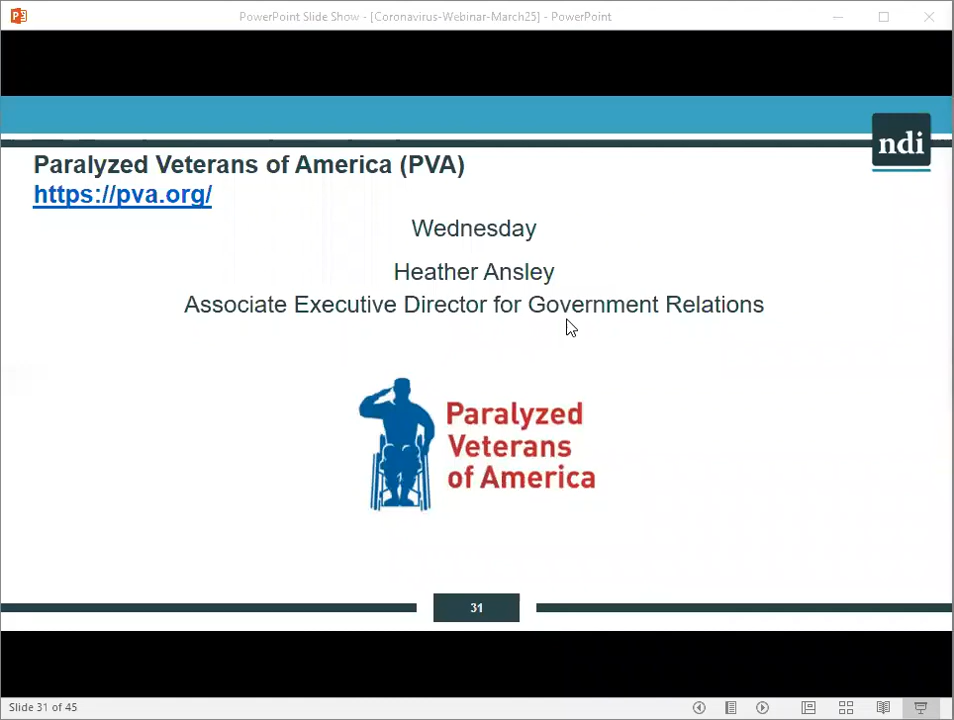 PowerPoint Slide Show - [Coronavirus-Webinar-March25] - PowerPoint
ndi
Paralyzed Veterans of America (PVA)
https://pva.org/
Wednesday
Heather Ansley
Associate Executive Director for Government Relations
Paralyzed
Veterans
of America
31
Slide 31 of 45